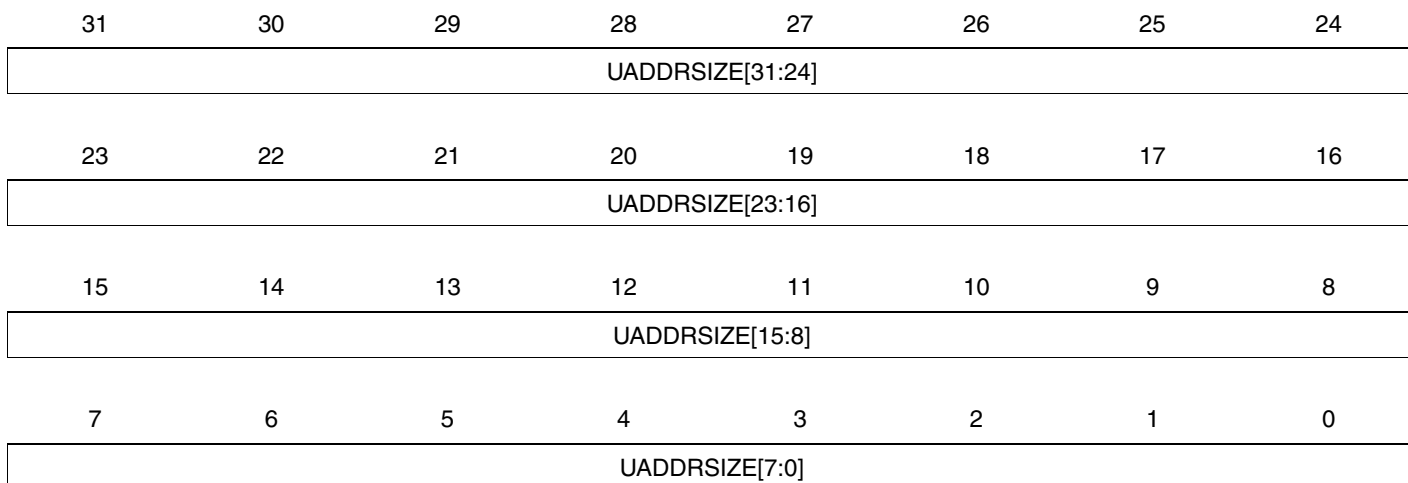 31 30 29 28 27 26 25 24
UADDRSIZE[31:24]
23 22 21 20 19 18 17 16
UADDRSIZE[23:16]
15 14 13 12 11 10 9 8
UADDRSIZE[15:8]
7 6 5 4 3 2 1 0
UADDRSIZE[7:0]